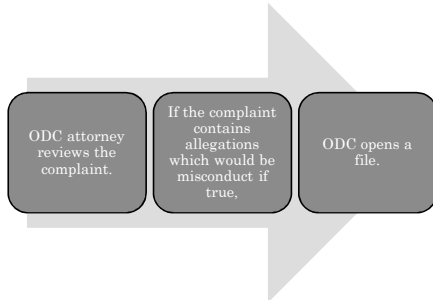 ODC attorney
reviews the
complaint.
If the complaint
contains
allegations
which would be
misconduct if
true,
ODC opens a
file.